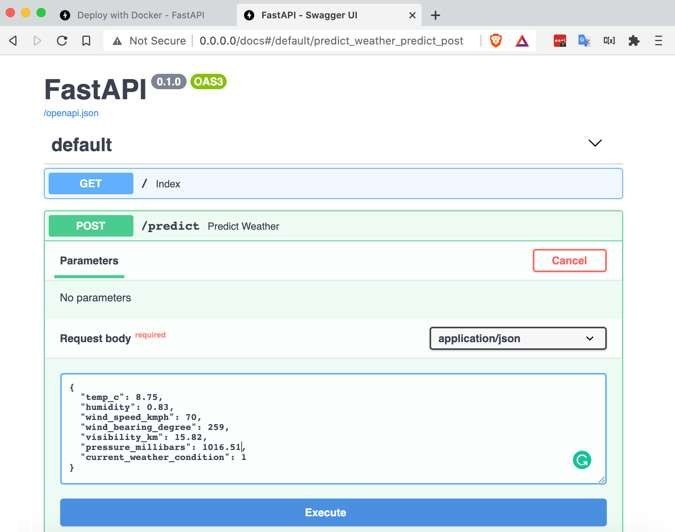 Deploy with Docker - FastAPI
FastAPI - Swagger UI
Not Secure
0.0.0.0/docs#/default/predict_weather_predict_post
FastAPI 0.1.0 OAS3
/openapi.json
default
GET / Index
POST /predict Predict Weather
Parameters
Cancel
No parameters
Request body required
application/json
{
"temp_c": 8.75,
"humidity": 0.83,
"wind_speed_kmph": 70,
"wind_bearing_degree": 259,
"visibility_km": 15.82,
"pressure_millibars": 1016.51,
"current_weather_condition": 1
}
Execute